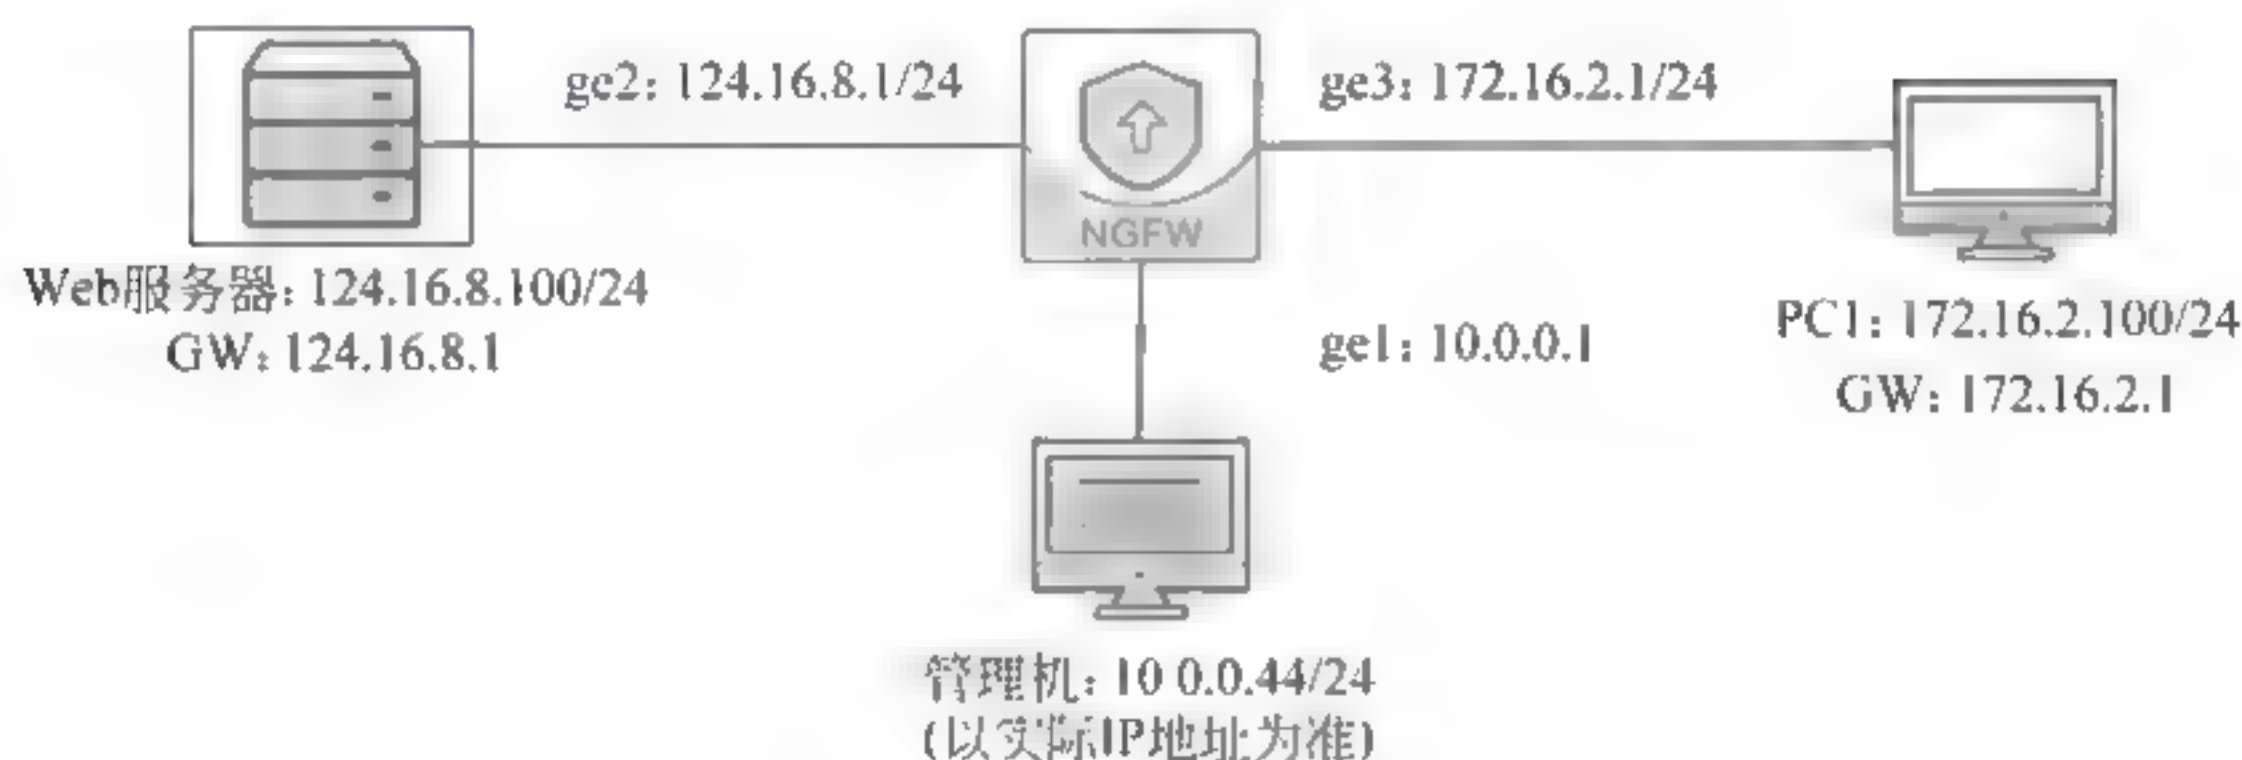 ge2: 124.16.8.1/24
ge3: 172.16.2.1/24
NGFW
Web服务器: 124.16.8.100/24
GW: 124.16.8.1
PC1: 172.16.2.100/24
GW: 172.16.2.1
ge1: 10.0.0.1
管理机: 10 0.0.44/24
(以实际IP地址为准)